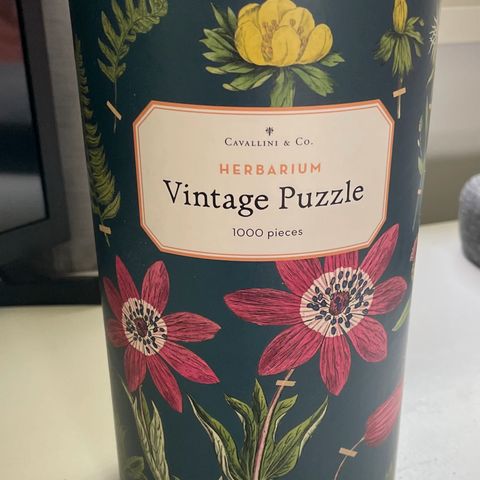 CAVALLINI & CO.
HERBARIUM
Vintage Puzzle
1000 pieces